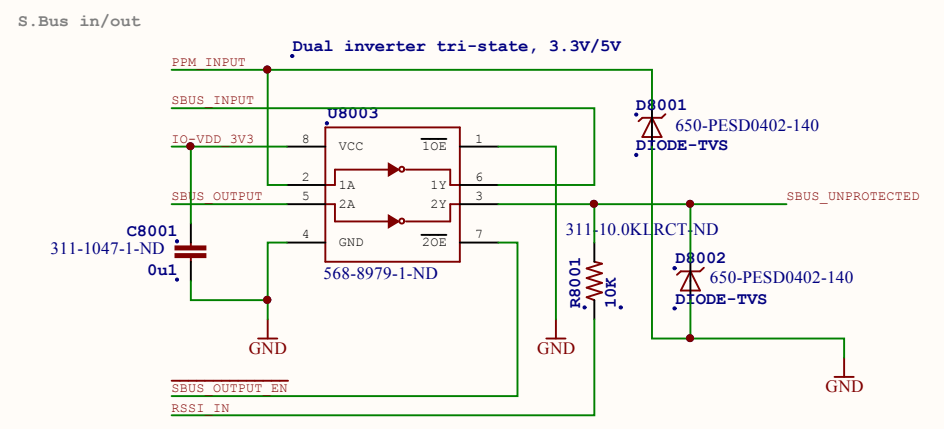 S.Bus in/out
Dual inverter tri-state, 3.3V/5V
PPM_INPUT
SBUS_INPUT
D8001
U8003
650-PESD0402-140
IO-VDD_3V3
8
VCC
1OE
1
DIODE-TVS
2
1A
1Y
6
SBUS_OUTPUT
5
2A
2Y
3
SBUS_UNPROTECTED
C8001
311-1047-1-ND
4
GND
2OE
7
311-10.0KLRCT-ND
0u1
568-8979-1-ND
R8001
10K
D8002
650-PESD0402-140
DIODE-TVS
GND
GND
GND
SBUS_OUTPUT_EN
RSSI_IN